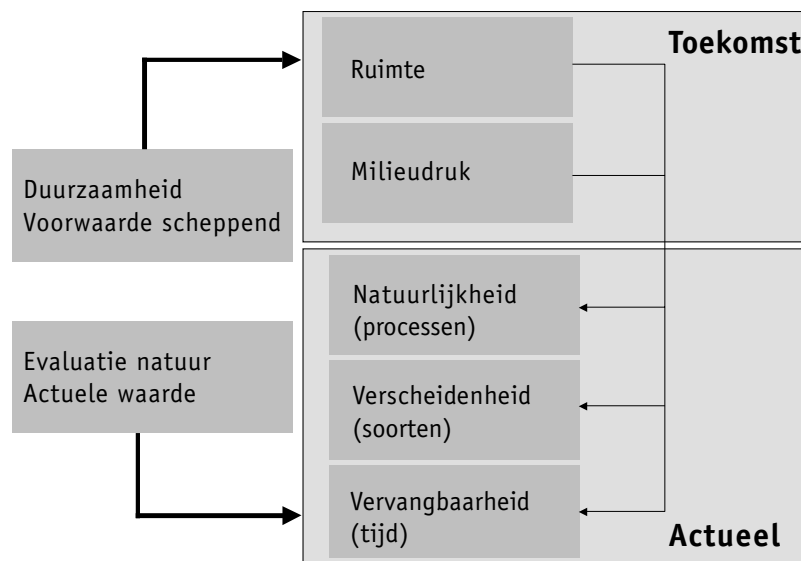 Toekomst
Ruimte
Milieudruk
Duurzaamheid
Voorwaarde scheppend
Natuurlijkheid
(processen)
Evaluatie natuur
Actuele waarde
Verscheidenheid
(soorten)
Vervangbaarheid
(tijd)
Actueel